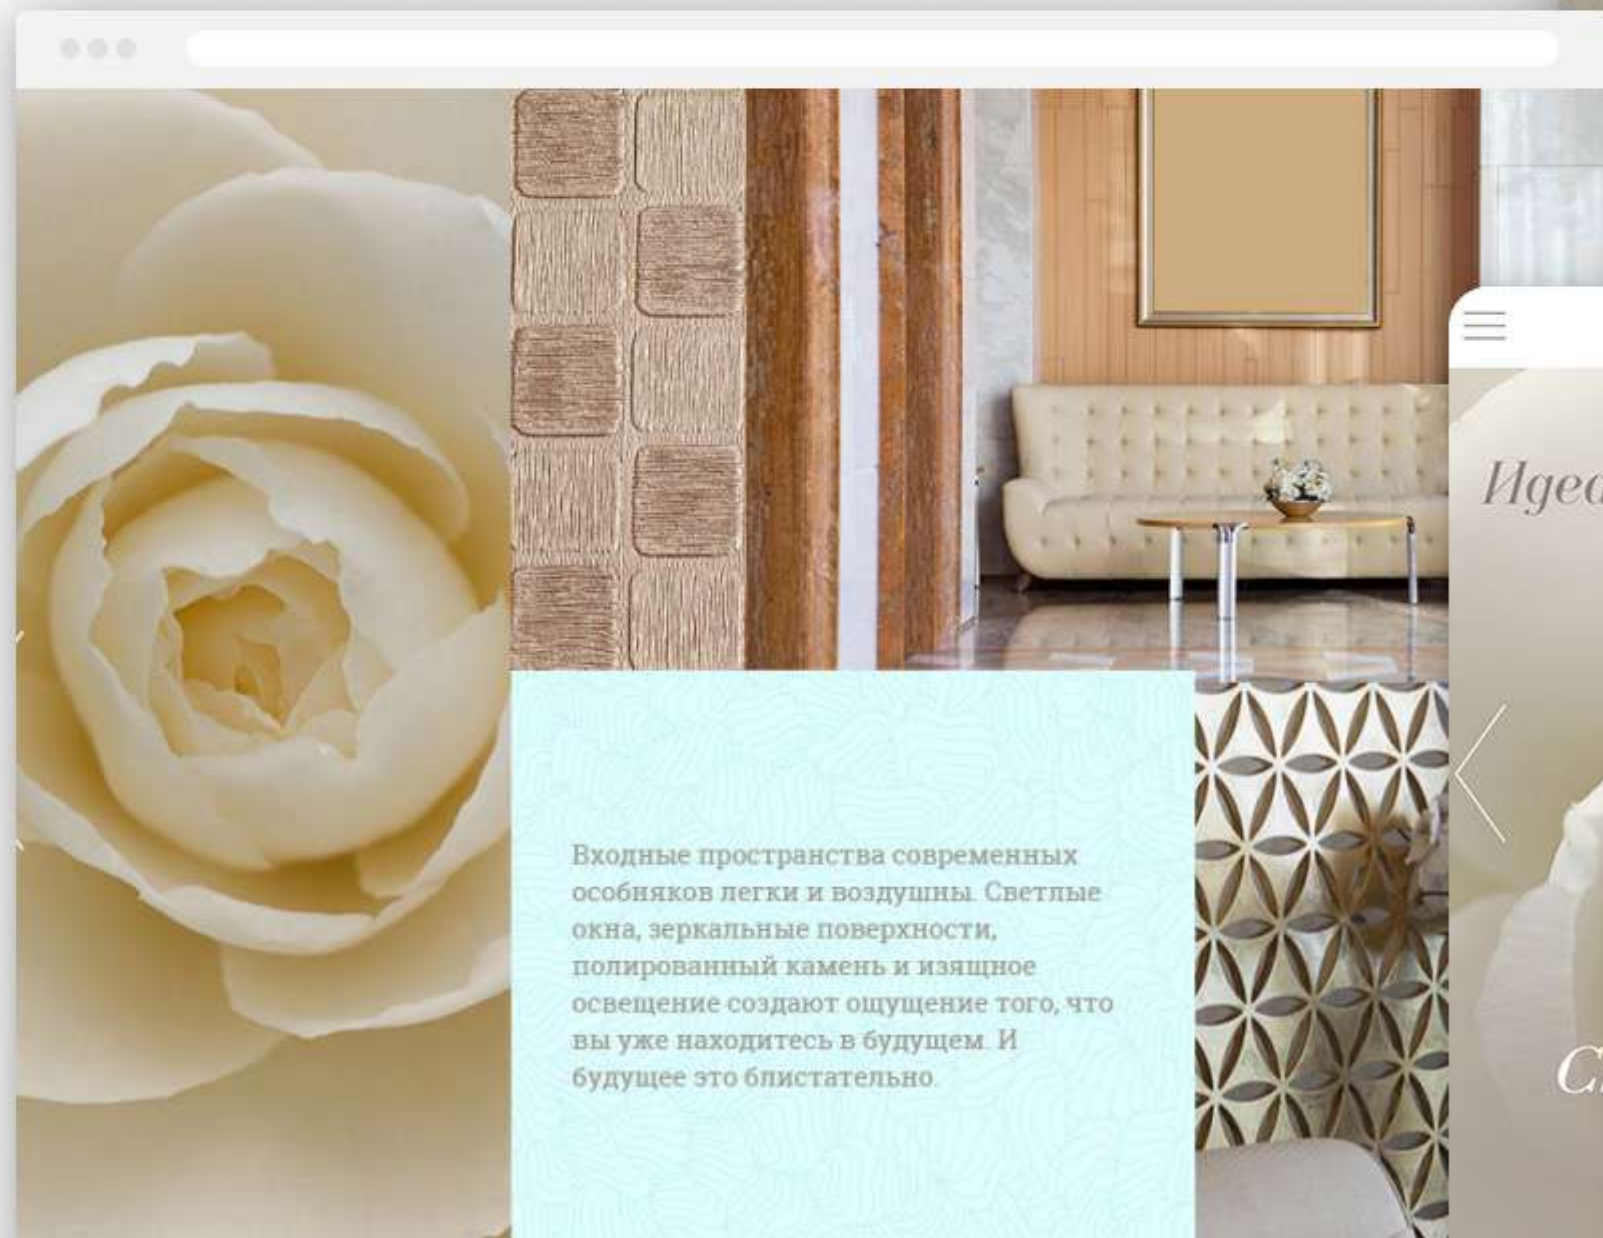 Входные пространства современных
особняков легки и воздушны. Светлые
окна, зеркальные поверхности,
полированный камень и изящное
освещение создают ощущение того, что
вы уже находитесь в будущем. И
будущее это блистательно.